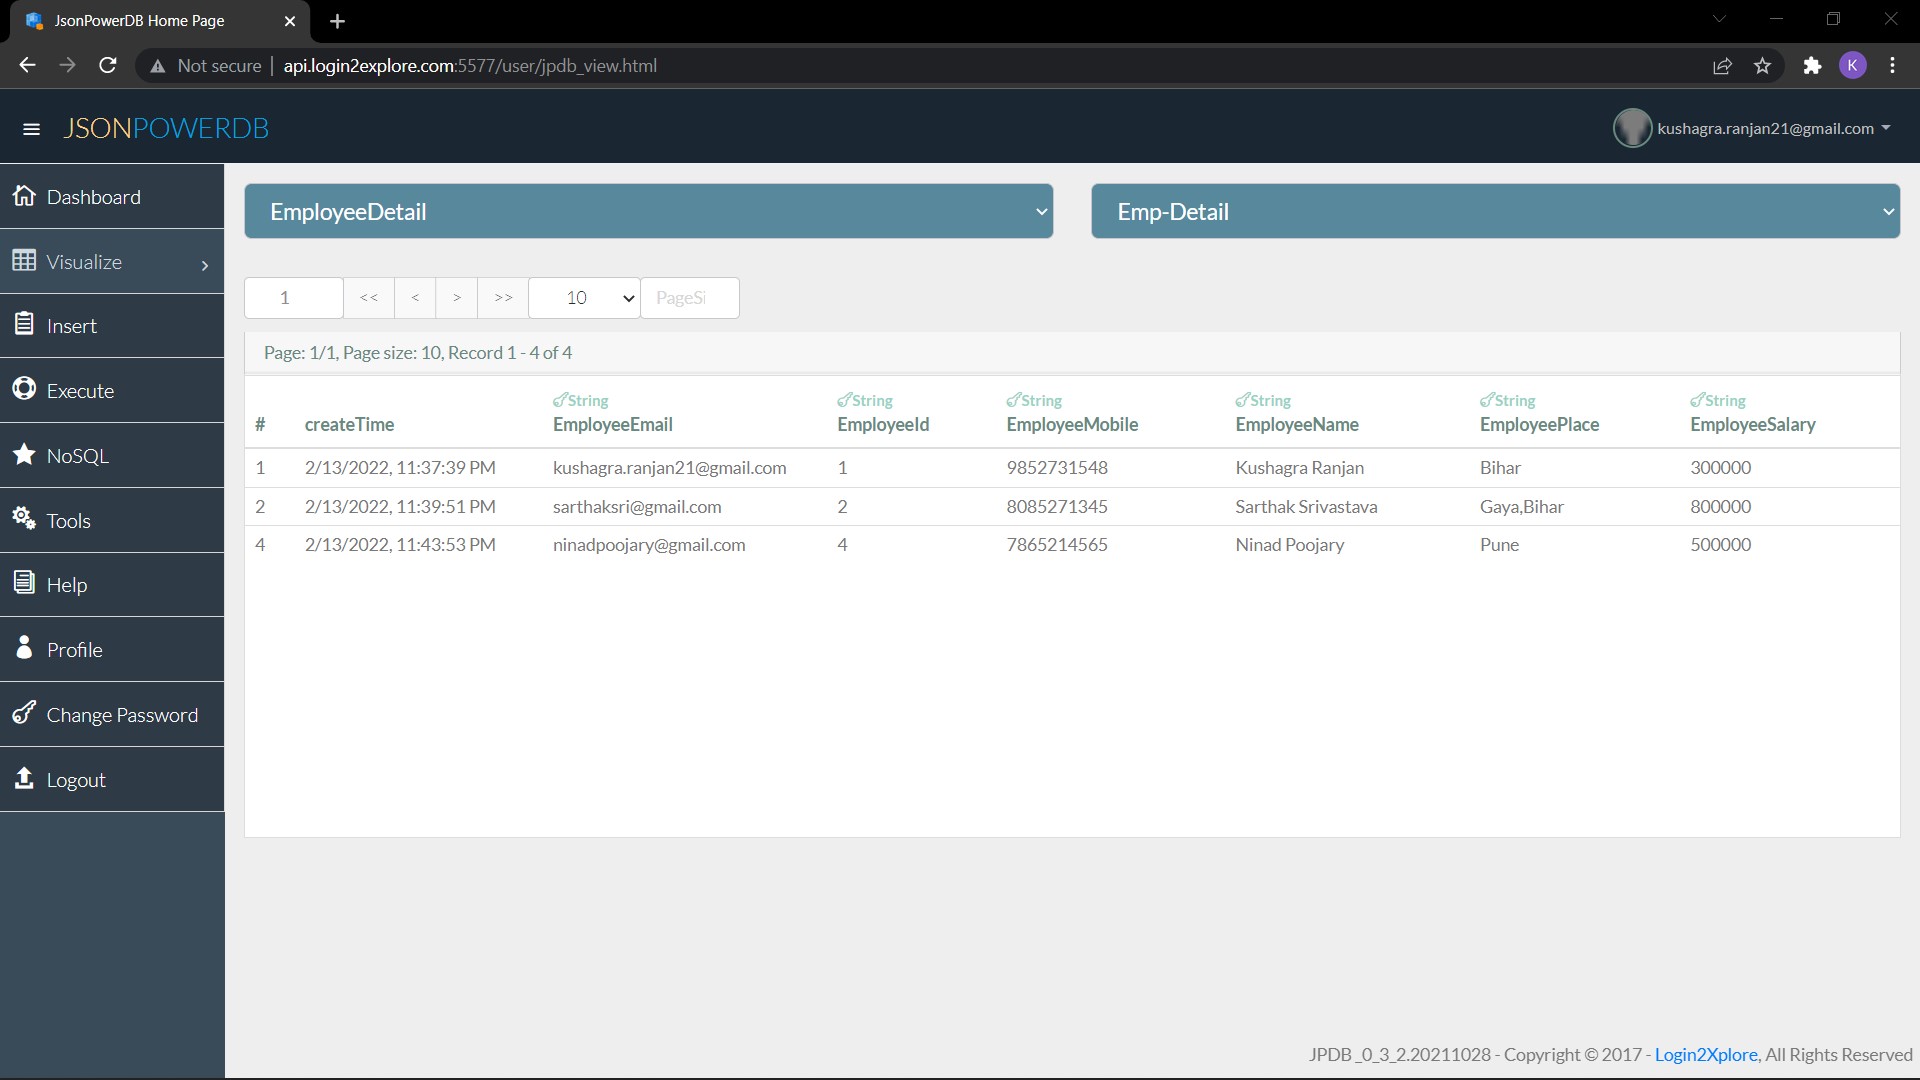 JsonPowerDB Home Page
Not secure api.login2explore.com:5577/user/jpdb_view.html
K
JSONPOWERDB
kushagra.ranjan21@gmail.com
Dashboard
Visualize
Insert
Execute
NoSQL
Tools
Help
Profile
Change Password
Logout
EmployeeDetail
Emp-Detail
1 << < > >> 10 PageSi
Page: 1/1, Page size: 10, Record 1 - 4 of 4
String String String String String String
# createTime EmployeeEmail EmployeeId EmployeeMobile EmployeeName EmployeePlace EmployeeSalary
1 2/13/2022, 11:37:39 PM kushagra.ranjan21@gmail.com 1 9852731548 Kushagra Ranjan Bihar 300000
2 2/13/2022, 11:39:51 PM sarthaksri@gmail.com 2 8085271345 Sarthak Srivastava Gaya,Bihar 800000
4 2/13/2022, 11:43:53 PM ninadpoojary@gmail.com 4 7865214565 Ninad Poojary Pune 500000
JPDB_0_3_2.20211028 - Copyright © 2017 - Login2Xplore, All Rights Reserved